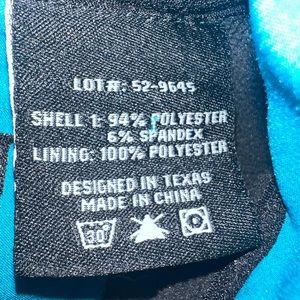 LOT#: 52-9645
SHELL 1: 94% POLYESTER
6% SPANDEX
LINING: 100% POLYESTER
DESIGNED IN TEXAS
MADE IN CHINA
30°